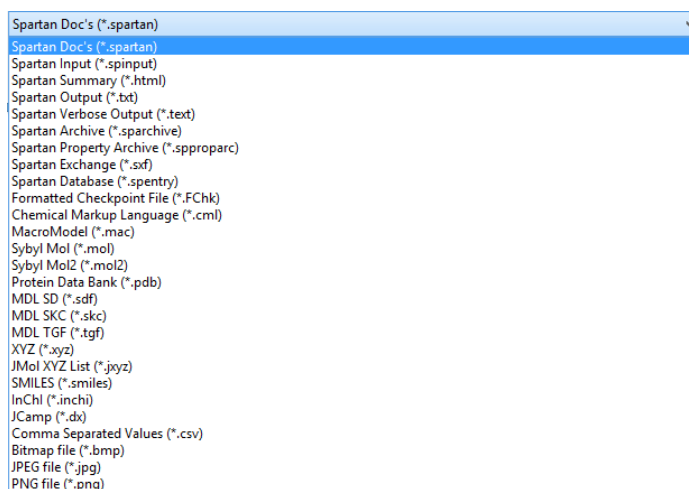 Spartan Doc's (*.spartan)
Spartan Doc's (*.spartan)
Spartan Input (*.spinput)
Spartan Summary (*.html)
Spartan Output (*.txt)
Spartan Verbose Output (*.text)
Spartan Archive (*.sparchive)
Spartan Property Archive (*.spproparc)
Spartan Exchange (*.sxf)
Spartan Database (*.spentry)
Formatted Checkpoint File (*.FChk)
Chemical Markup Language (*.cml)
MacroModel (*.mac)
Sybyl Mol (*.mol)
Sybyl Mol2 (*.mol2)
Protein Data Bank (*.pdb)
MDL SD (*.sdf)
MDL SKC (*.skc)
MDL TGF (*.tgf)
XYZ (*.xyz)
JMol XYZ List (*.jxyz)
SMILES (*.smiles)
InChI (*.inchi)
JCamp (*.dx)
Comma Separated Values (*.csv)
Bitmap file (*.bmp)
JPEG file (*.jpg)
PNG file (*.png)